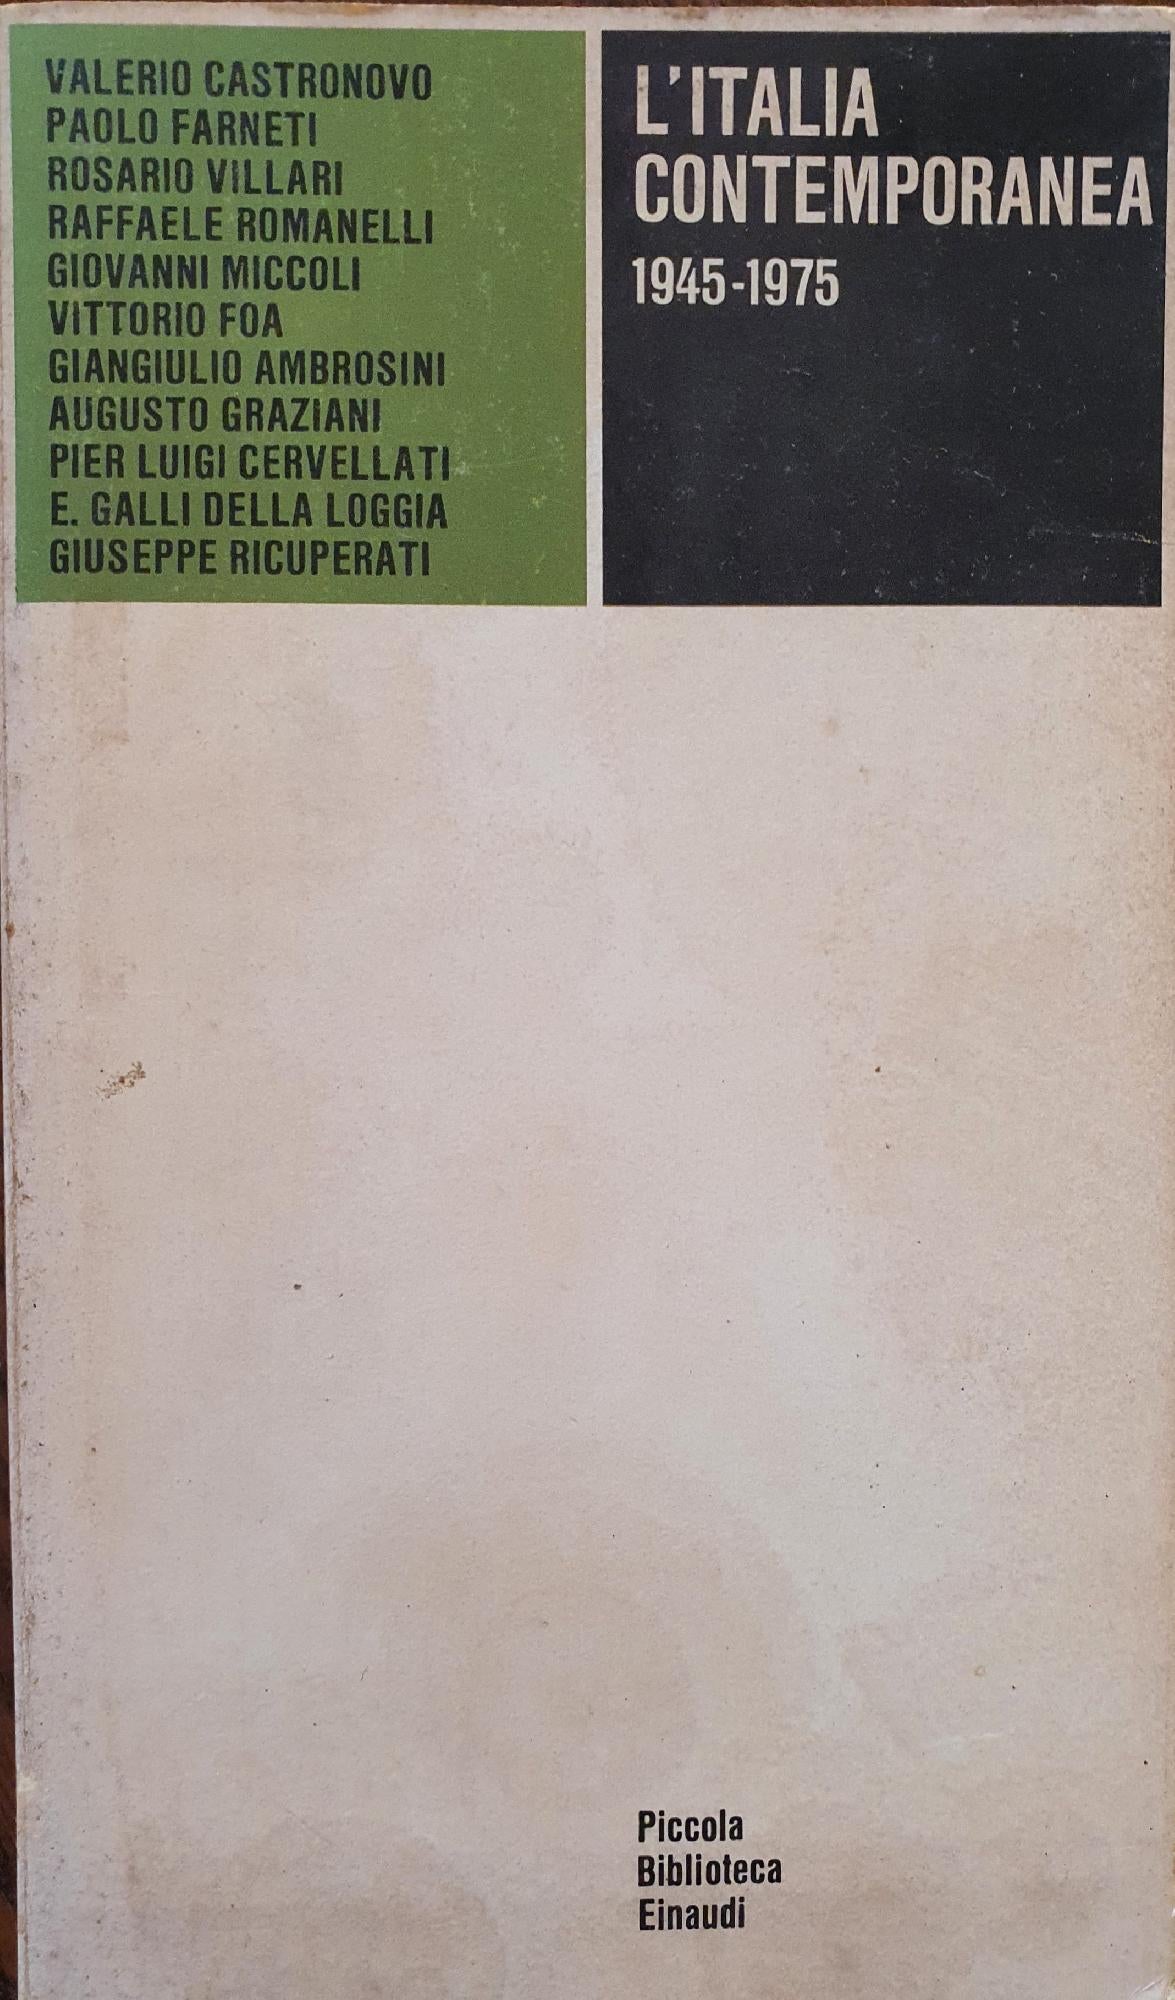 VALERIO CASTRONOVO
PAOLO FARNETI
ROSARIO VILLARI
RAFFAELE ROMANELLI
GIOVANNI MICCOLI
VITTORIO FOA
GIANGIULIO AMBROSINI
AUGUSTO GRAZIANI
PIER LUIGI CERVELLATI
E. GALLI DELLA LOGGIA
GIUSEPPE RICUPERATI
L'ITALIA
CONTEMPORANEA
1945-1975
Piccola
Biblioteca
Einaudi